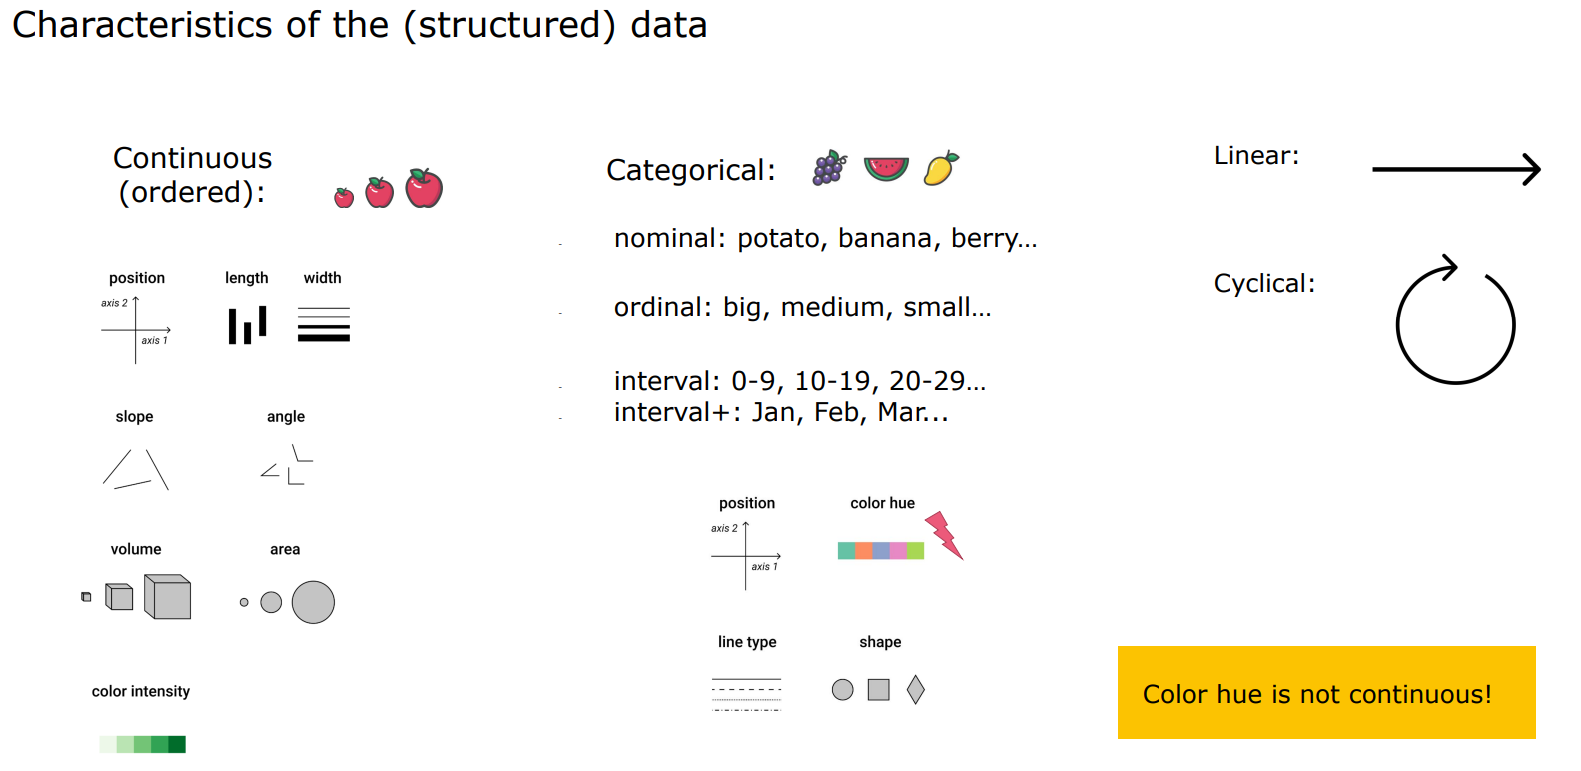 Characteristics of the (structured) data
Continuous
(ordered):
position
length
width
axis 2
axis 1
slope
angle
volume
area
color intensity
Categorical:
- nominal: potato, banana, berry...
- ordinal: big, medium, small...
- interval: 0-9, 10-19, 20-29...
- interval+: Jan, Feb, Mar...
position
color hue
axis 2
axis 1
line type
shape
Linear:
Cyclical:
Color hue is not continuous!